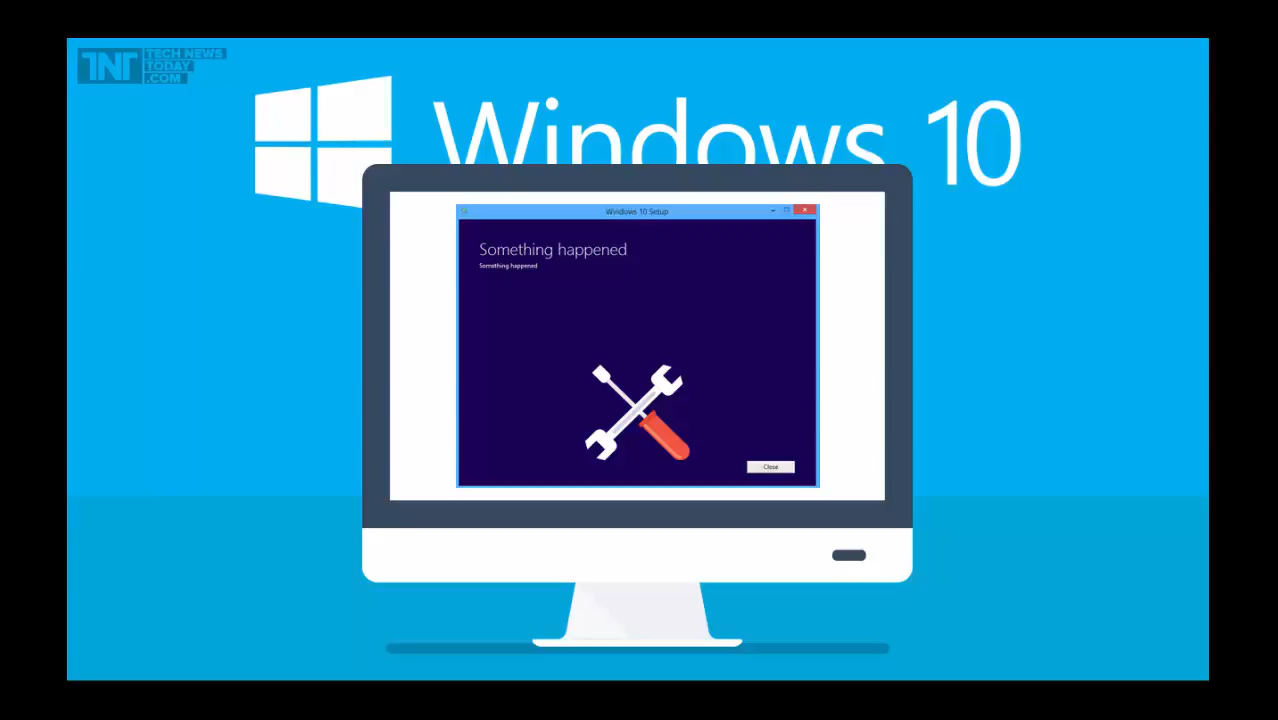 TNT TECH NEWS
TODAY
.COM
Windows 10
Windows 10 Setup
Something happened
Something happened
Close